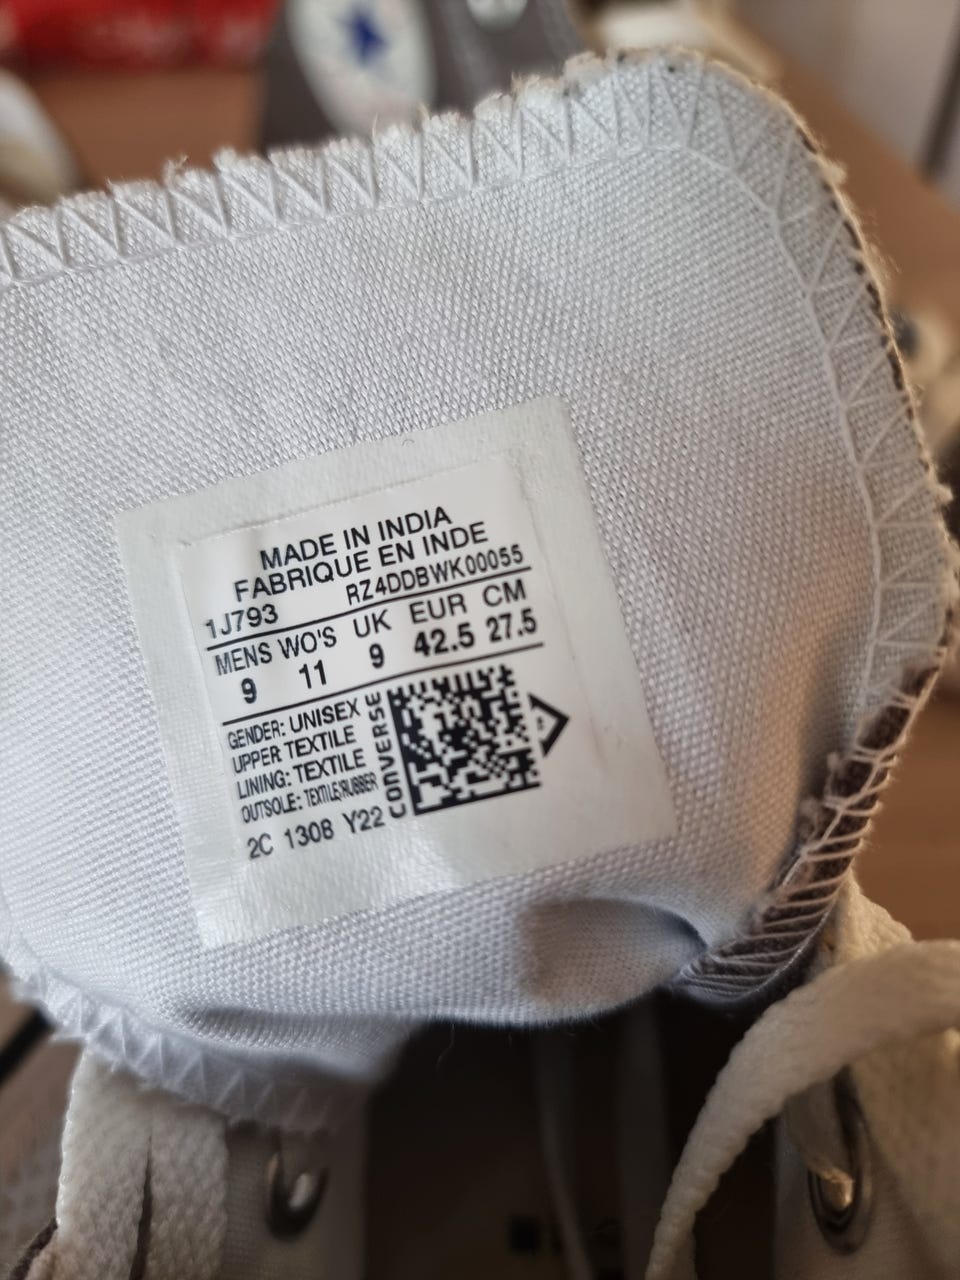 MADE IN INDIA
FABRIQUE EN INDE
1J793 RZ4DDBWK00055
MENS WO'S UK EUR CM
9 11 9 42.5 27.5
GENDER: UNISEX
UPPER TEXTILE
LINING: TEXTILE
OUTSOLE: TEXTILE/RUBBER
CONVERSE
2C 1308 Y22